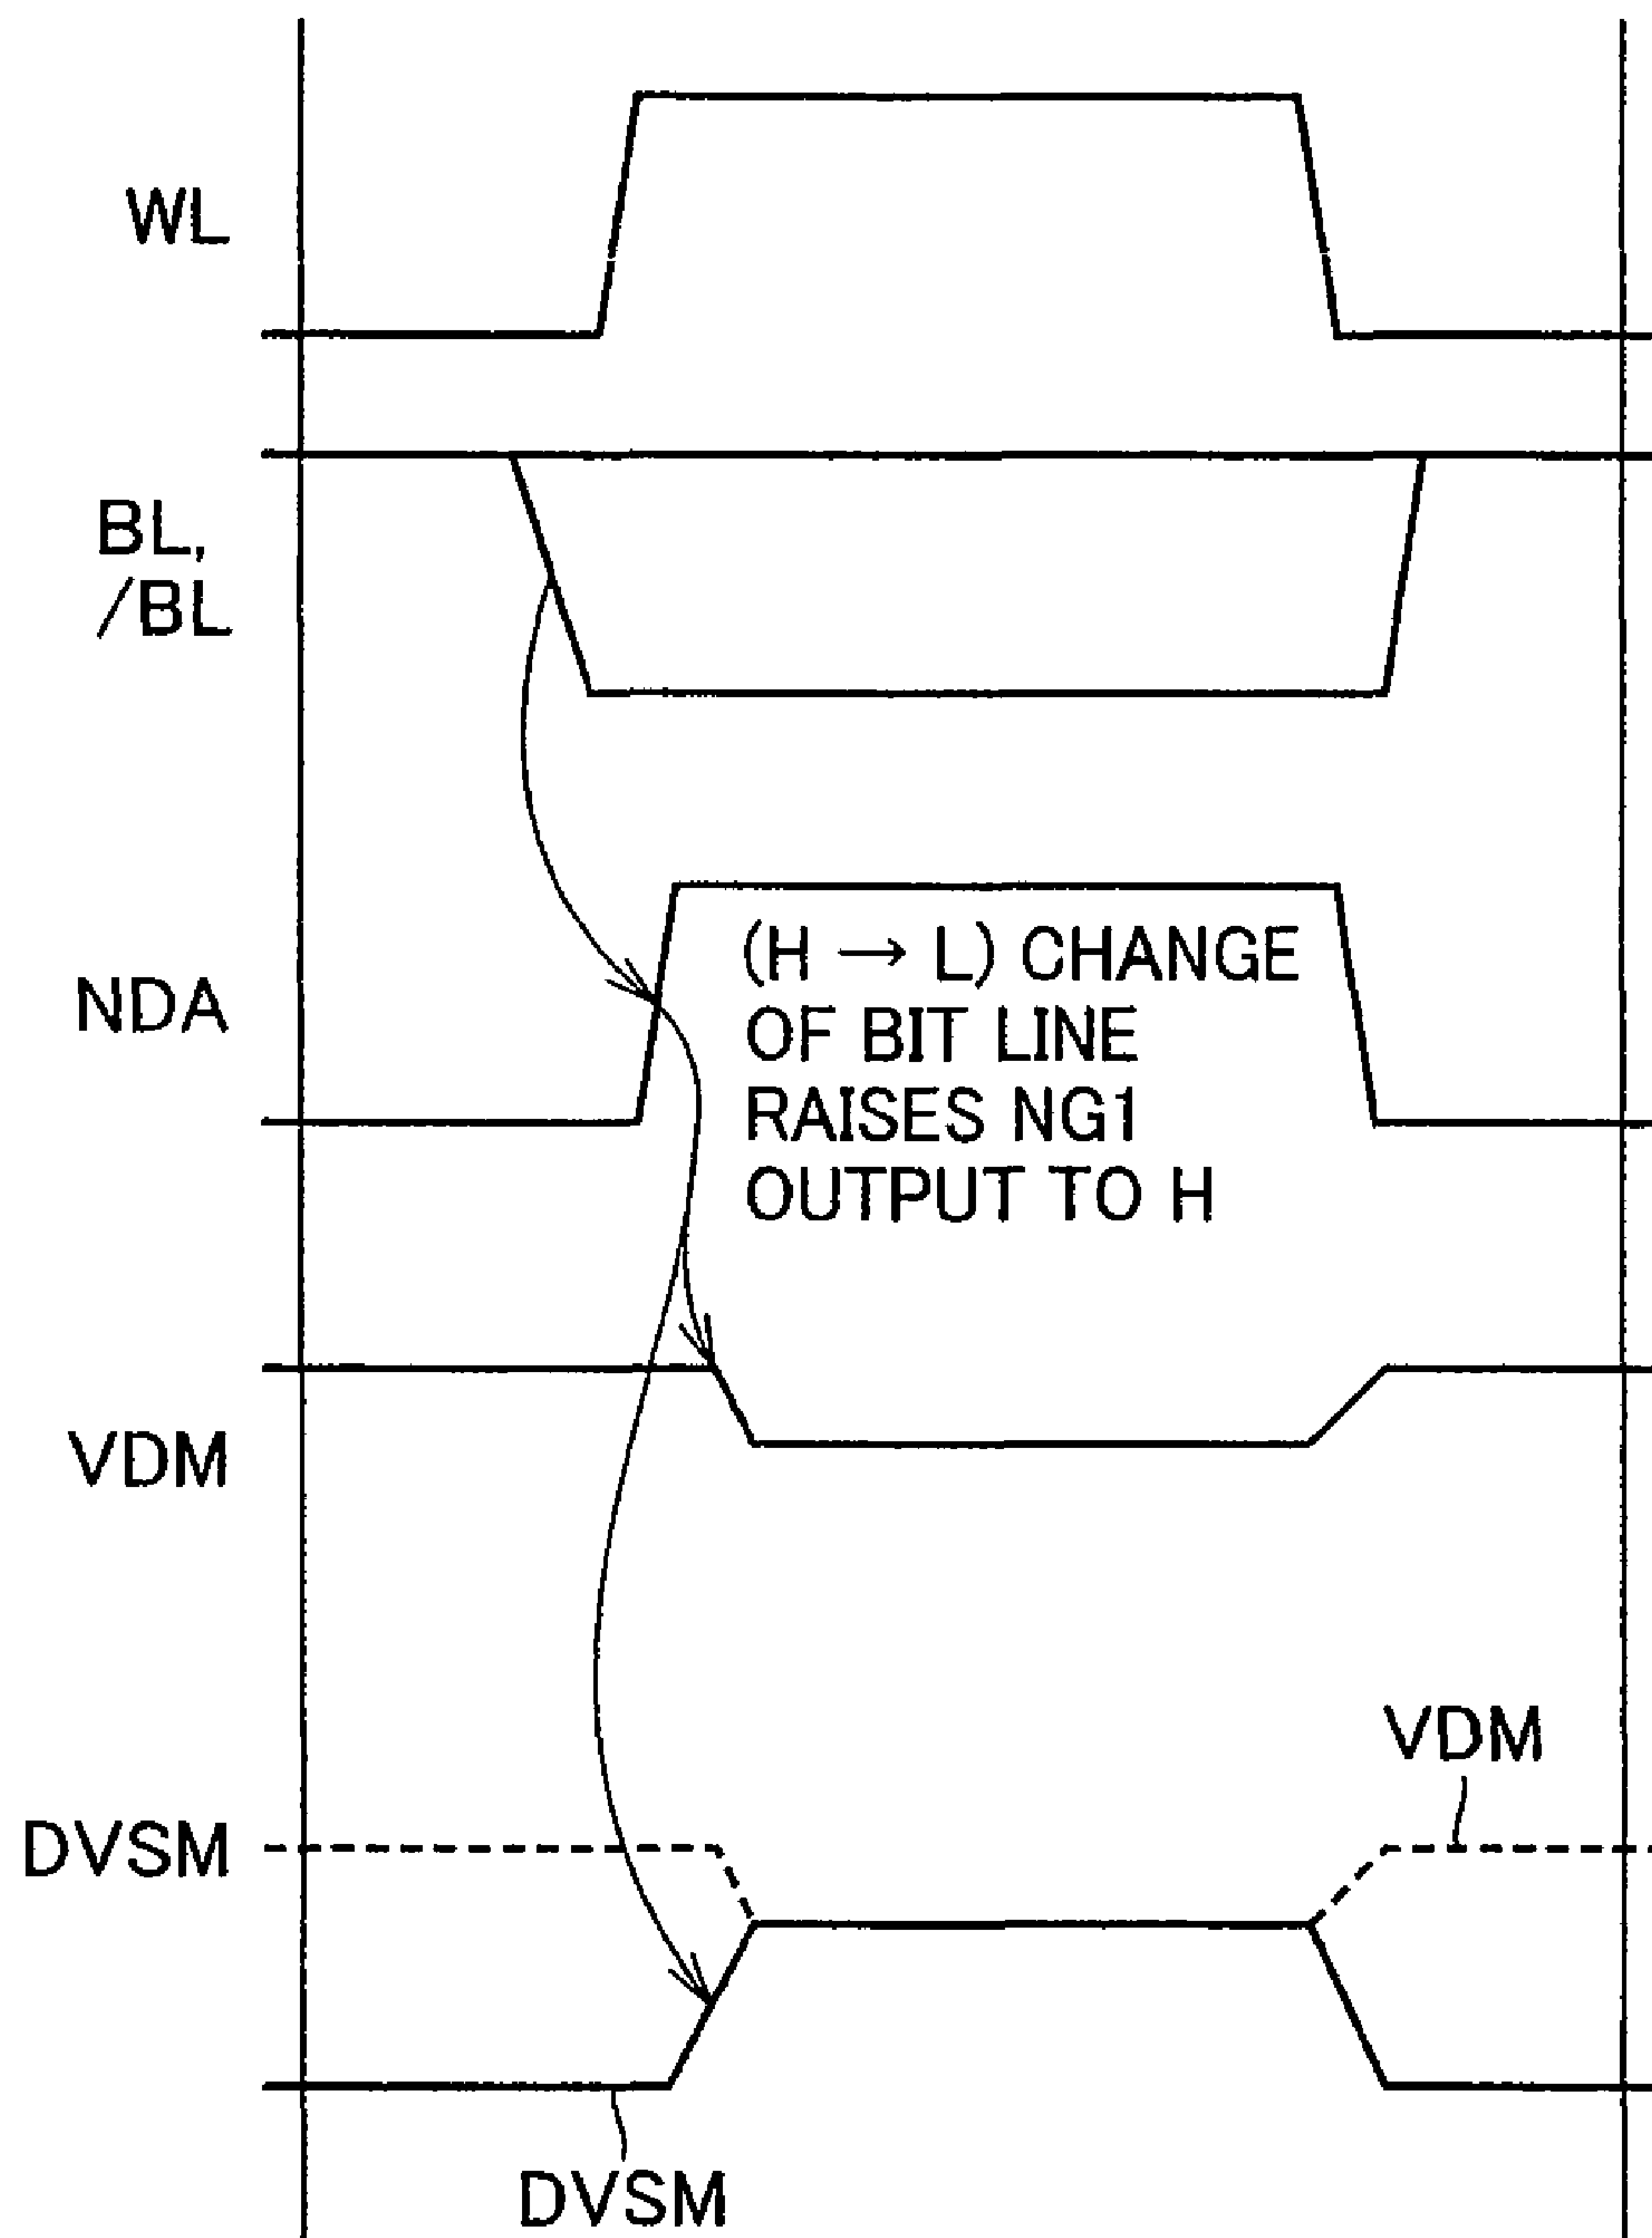 WL
BL,
/BL
NDA
(H → L) CHANGE
OF BIT LINE
RAISES NG1
OUTPUT TO H
VDM
VDM
DVSM
DVSM